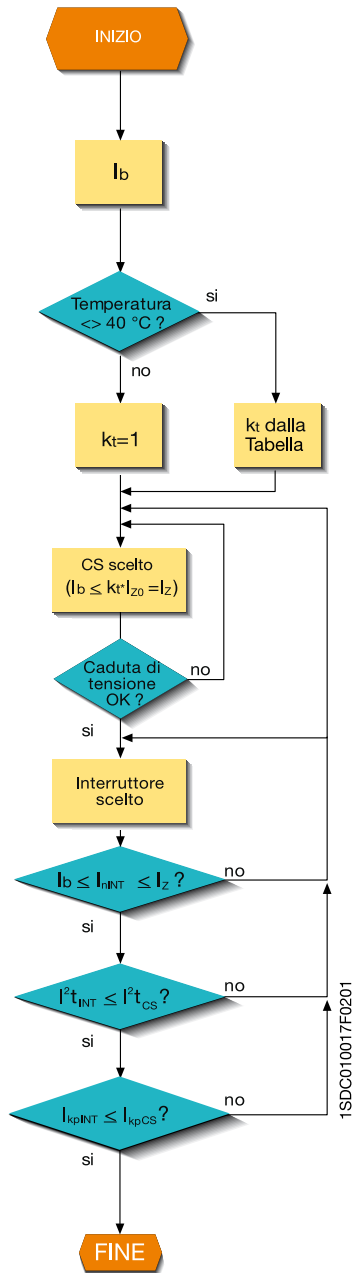 INIZIO
Ib
Temperatura
<> 40 °C ?
si
no
kt=1
kt dalla
Tabella
CS scelto
(Ib ≤ kt*IZ0 =IZ)
Caduta di
tensione
OK ?
no
si
Interruttore
scelto
Ib ≤ InINT ≤ IZ ?
no
si
I²tINT ≤ I²tCS?
no
si
IkpINT ≤ IkpCS?
no
si
FINE
1SDC010017F0201